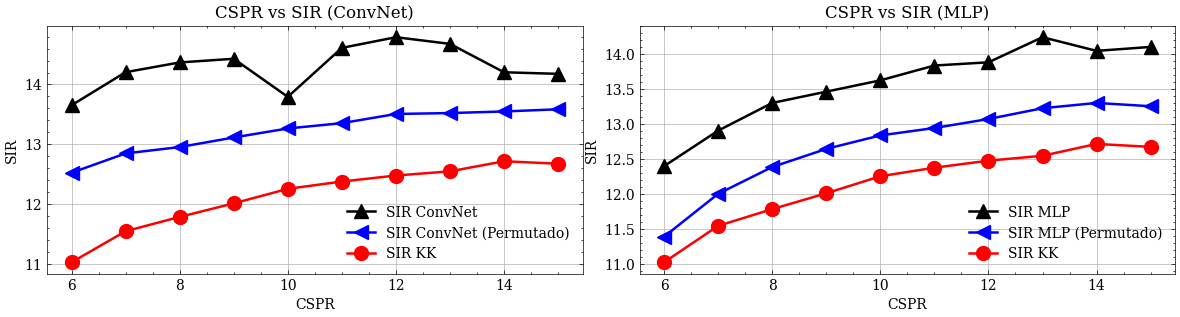 CSPR vs SIR (ConvNet)
SIR
14
13
12
11
6
8
10
12
14
CSPR
SIR ConvNet
SIR ConvNet (Permutado)
SIR KK
CSPR vs SIR (MLP)
SIR
14.0
13.5
13.0
12.5
12.0
11.5
11.0
6
8
10
12
14
CSPR
SIR MLP
SIR MLP (Permutado)
SIR KK